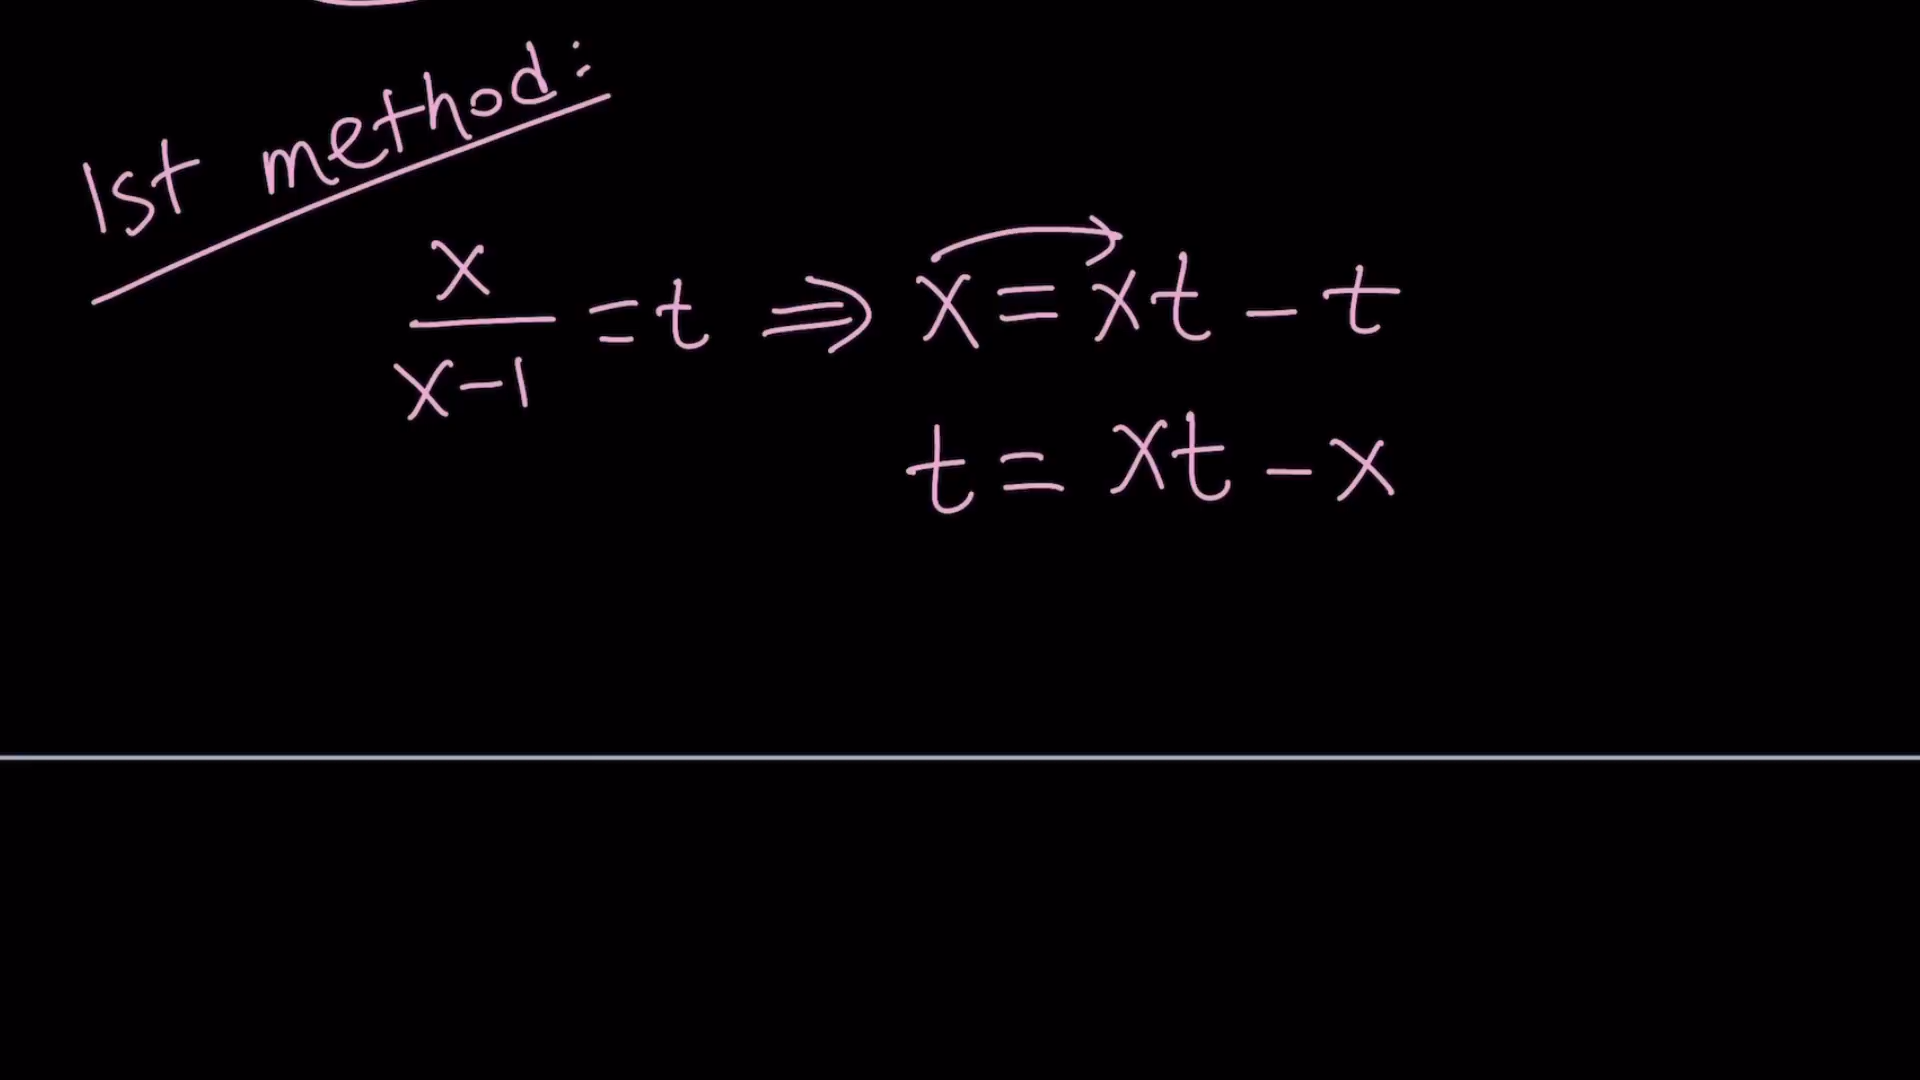 1st method:
x/(x-1) = t ⇒ x = xt - t
t = xt - x